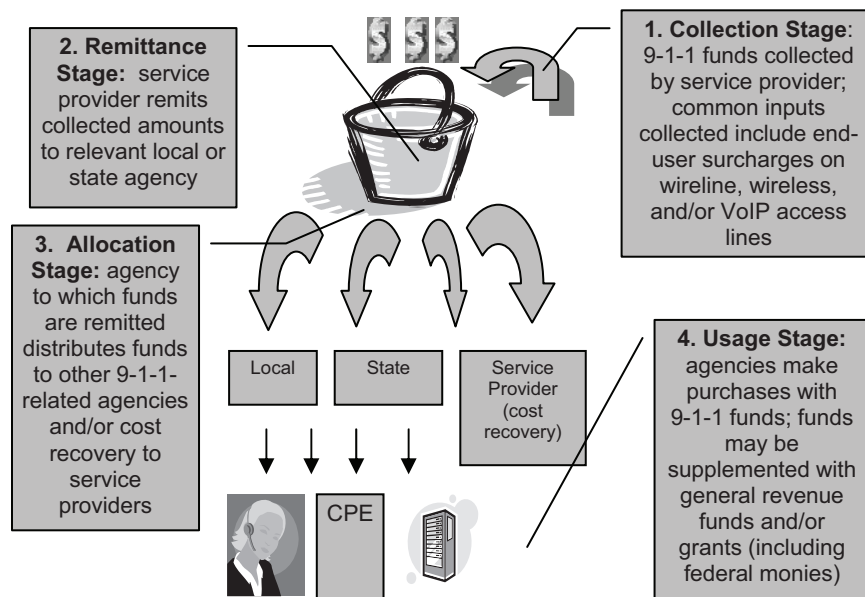 2. Remittance
Stage: service
provider remits
collected amounts
to relevant local or
state agency
$ $ $
1. Collection Stage:
9-1-1 funds collected
by service provider;
common inputs
collected include end-
user surcharges on
wireline, wireless,
and/or VoIP access
lines
3. Allocation
Stage: agency
to which funds
are remitted
distributes funds
to other 9-1-1-
related agencies
and/or cost
recovery to
service
providers
Local
State
Service
Provider
(cost
recovery)
4. Usage Stage:
agencies make
purchases with
9-1-1 funds; funds
may be
supplemented with
general revenue
funds and/or
grants (including
federal monies)
CPE